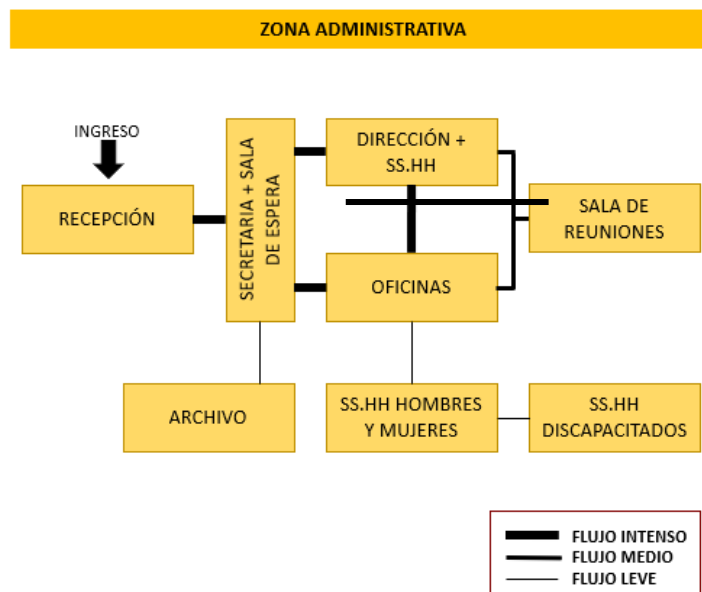 ZONA ADMINISTRATIVA
INGRESO
RECEPCIÓN
SECRETARIA + SALA
DE ESPERA
DIRECCIÓN +
SS.HH
SALA DE
REUNIONES
OFICINAS
ARCHIVO
SS.HH HOMBRES
Y MUJERES
SS.HH
DISCAPACITADOS
FLUJO INTENSO
FLUJO MEDIO
FLUJO LEVE